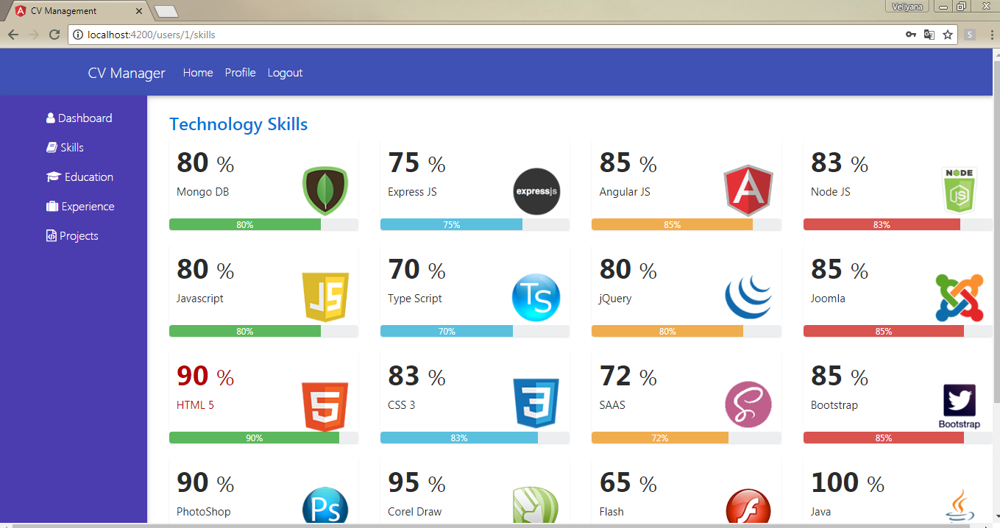 CV Management
Veliyana
localhost:4200/users/1/skills
S
CV Manager Home Profile Logout
Dashboard
Skills
Education
Experience
Projects
Technology Skills
80 %
Mongo DB
80%
75 %
Express JS
expressjs
75%
85 %
Angular JS
A
85%
83 %
Node JS
NODE
JS
83%
80 %
Javascript
JS
80%
70 %
Type Script
TS
70%
80 %
jQuery
80%
85 %
Joomla
85%
90 %
HTML 5
5
90%
83 %
CSS 3
3
83%
72 %
SAAS
72%
85 %
Bootstrap
Bootstrap
85%
90 %
PhotoShop
Ps
95 %
Corel Draw
65 %
Flash
f
100 %
Java